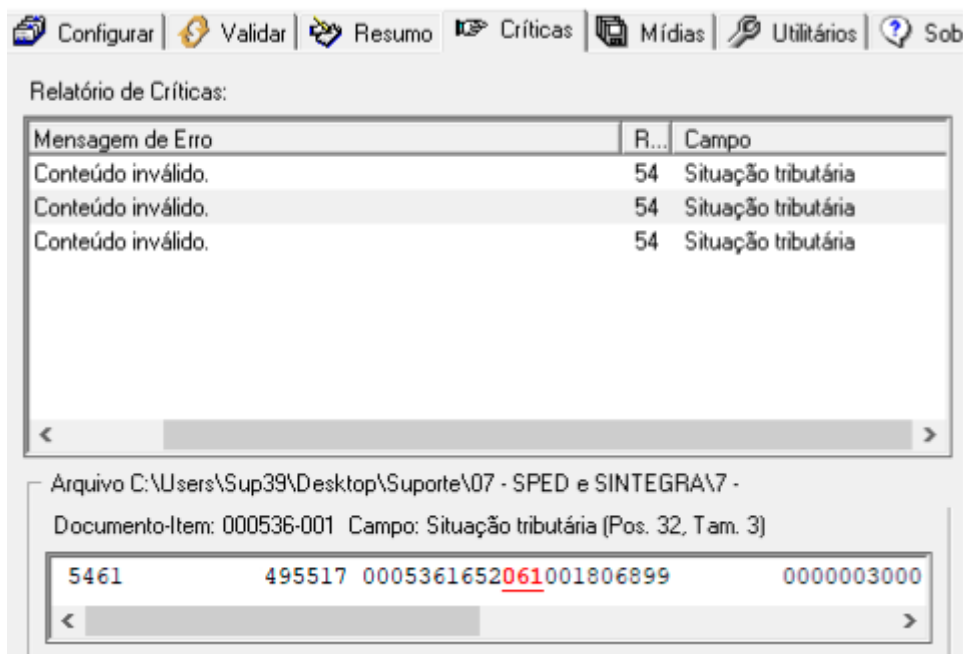 Configurar Validar Resumo Críticas Mídias Utilitários Sob
Relatório de Críticas:
Mensagem de Erro R... Campo
Conteúdo inválido. 54 Situação tributária
Conteúdo inválido. 54 Situação tributária
Conteúdo inválido. 54 Situação tributária
Arquivo C:\Users\Sup39\Desktop\Suporte\07 - SPED e SINTEGRA\7 -
Documento-Item: 000536-001 Campo: Situação tributária (Pos. 32, Tam. 3)
5461 495517 0005361652061001806899 0000003000